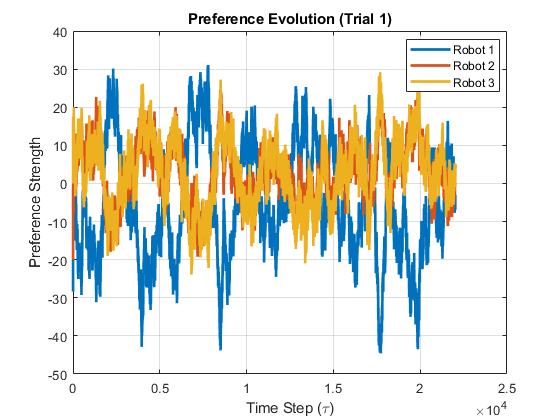 Preference Evolution (Trial 1)
Preference Strength
40
30
20
10
0
-10
-20
-30
-40
-50
Robot 1
Robot 2
Robot 3
0
0.5
1
1.5
2
2.5
×10⁴
Time Step (τ)